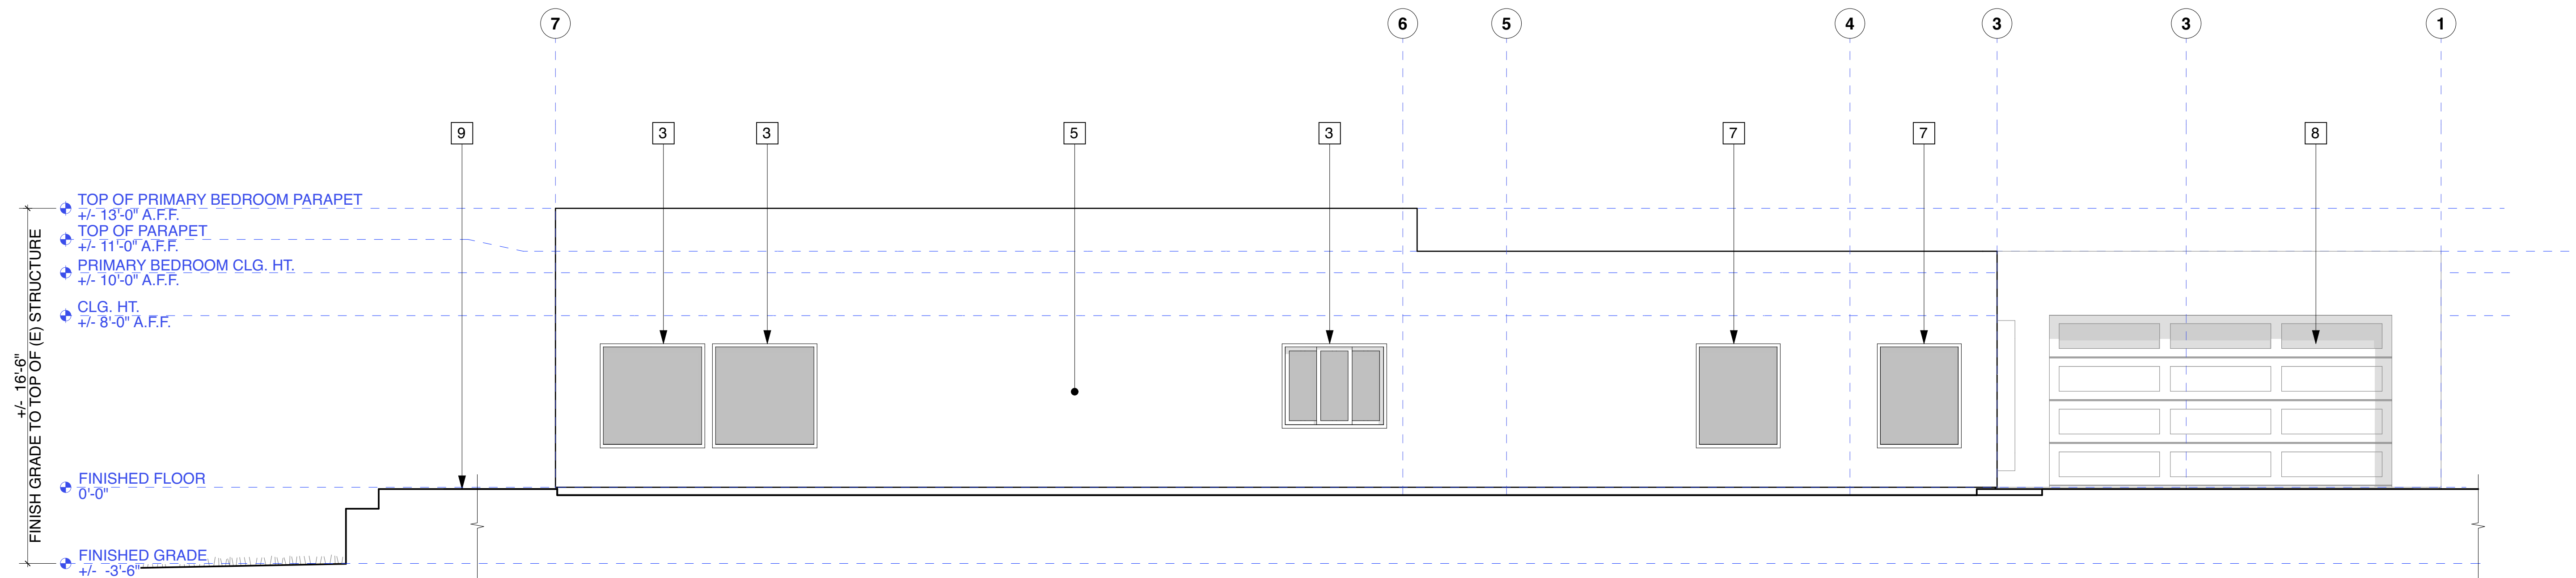 7
6
5
4
3
3
1
9
3
3
5
3
7
7
8
TOP OF PRIMARY BEDROOM PARAPET
+/- 13'-0" A.F.F.
TOP OF PARAPET
+/- 11'-0" A.F.F.
PRIMARY BEDROOM CLG. HT.
+/- 10'-0" A.F.F.
CLG. HT.
+/- 8'-0" A.F.F.
FINISHED FLOOR
0'-0"
FINISHED GRADE
+/- -3'-6"
+/- 16'-6"
FINISH GRADE TO TOP OF (E) STRUCTURE